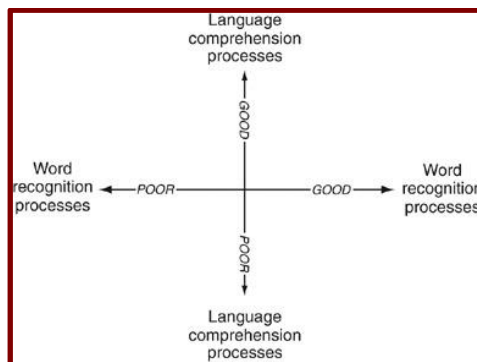 Language
comprehension
processes
GOOD
Word
recognition
processes
POOR
GOOD
Word
recognition
processes
POOR
Language
comprehension
processes